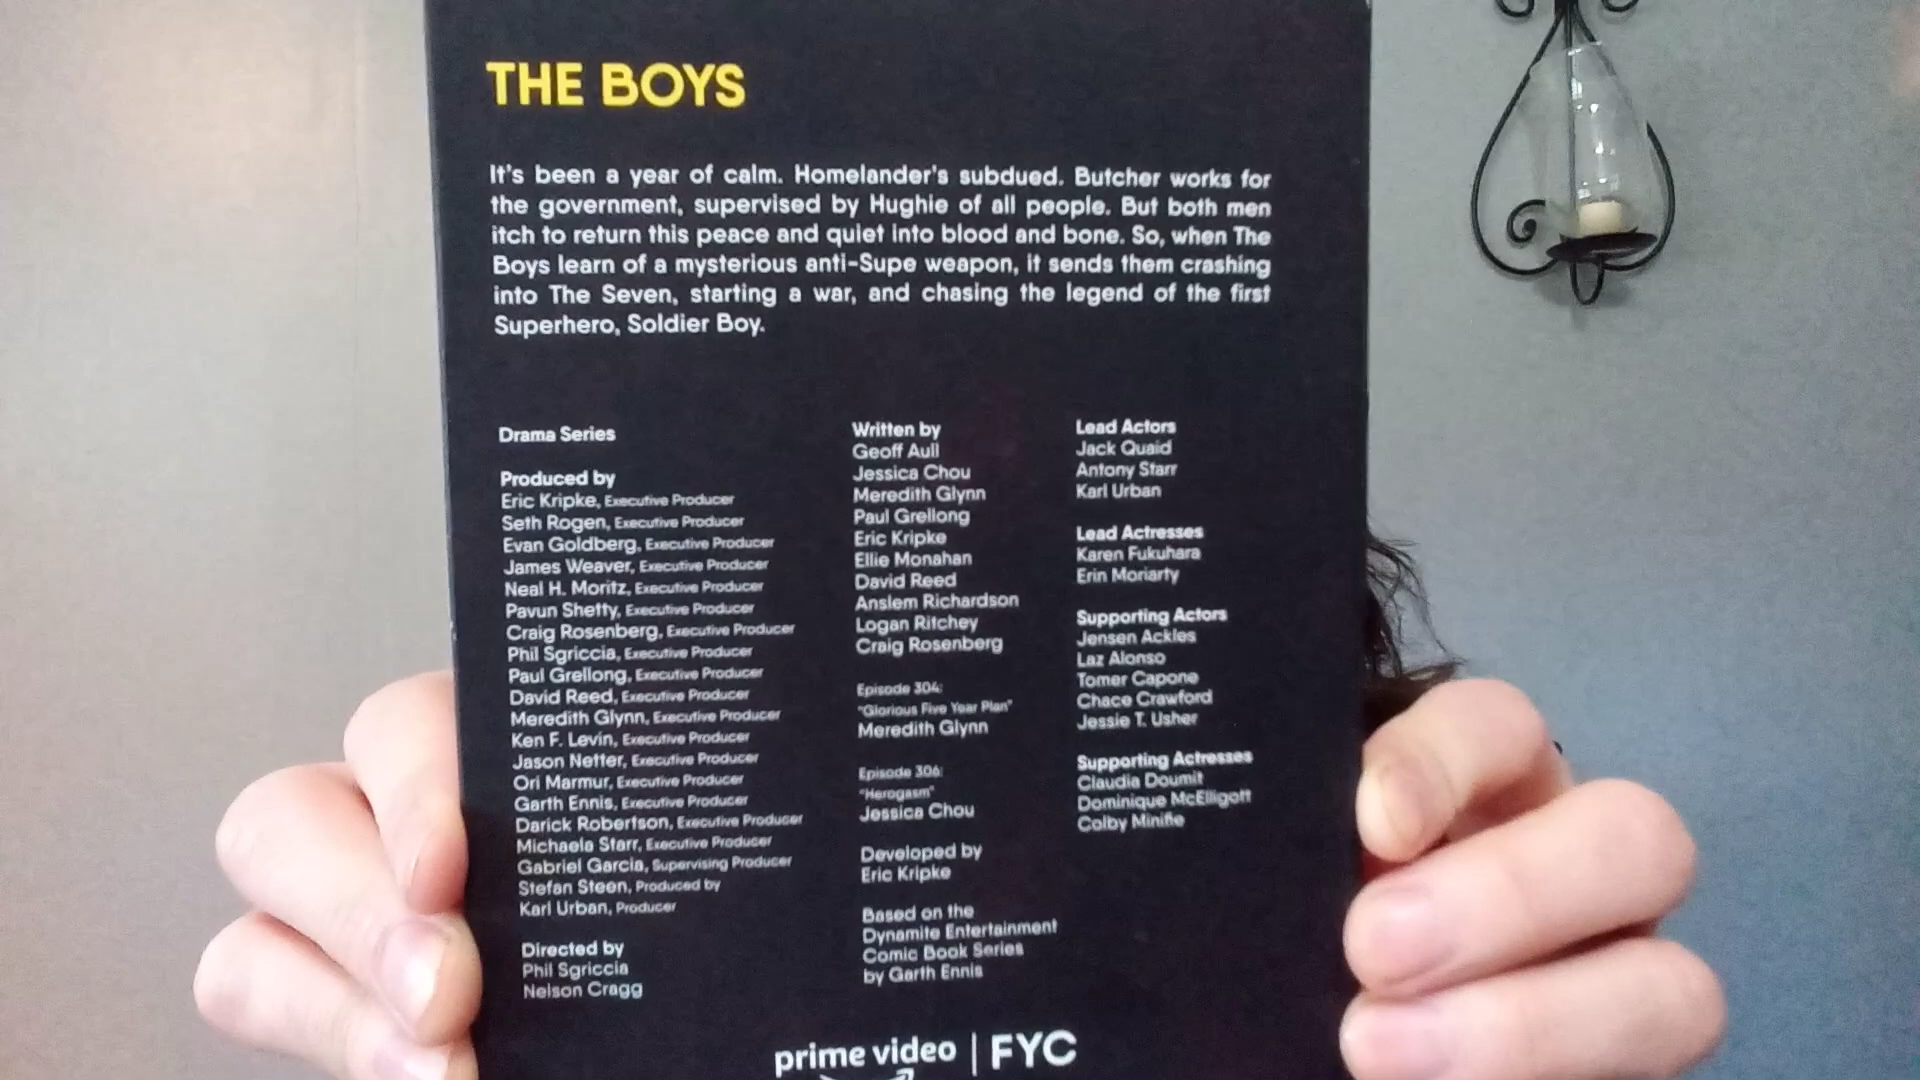 THE BOYS
It's been a year of calm. Homelander's subdued. Butcher works for
the government, supervised by Hughie of all people. But both men
itch to return this peace and quiet into blood and bone. So, when The
Boys learn of a mysterious anti-Supe weapon, it sends them crashing
into The Seven, starting a war, and chasing the legend of the first
Superhero, Soldier Boy.
Drama Series
Produced by
Eric Kripke, Executive Producer
Seth Rogen, Executive Producer
Evan Goldberg, Executive Producer
James Weaver, Executive Producer
Neal H. Moritz, Executive Producer
Pavun Shetty, Executive Producer
Craig Rosenberg, Executive Producer
Phil Sgriccia, Executive Producer
Paul Grellong, Executive Producer
David Reed, Executive Producer
Meredith Glynn, Executive Producer
Ken F. Levin, Executive Producer
Jason Netter, Executive Producer
Ori Marmur, Executive Producer
Garth Ennis, Executive Producer
Darick Robertson, Executive Producer
Michaela Starr, Executive Producer
Gabriel Garcia, Supervising Producer
Stefan Steen, Produced by
Karl Urban, Producer
Directed by
Phil Sgriccia
Nelson Cragg
Written by
Geoff Aull
Jessica Chou
Meredith Glynn
Paul Grellong
Eric Kripke
Ellie Monahan
David Reed
Anslem Richardson
Logan Ritchey
Craig Rosenberg
Episode 304:
"Glorious Five Year Plan"
Meredith Glynn
Episode 306:
"Herogasm"
Jessica Chou
Developed by
Eric Kripke
Based on the
Dynamite Entertainment
Comic Book Series
by Garth Ennis
Lead Actors
Jack Quaid
Antony Starr
Karl Urban
Lead Actresses
Karen Fukuhara
Erin Moriarty
Supporting Actors
Jensen Ackles
Laz Alonso
Tomer Capone
Chace Crawford
Jessie T. Usher
Supporting Actresses
Claudia Doumit
Dominique McElligott
Colby Minifie
prime video | FYC